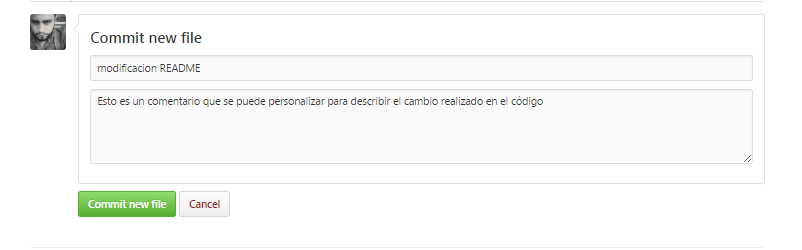 Commit new file
modificacion README
Esto es un comentario que se puede personalizar para describir el cambio realizado en el código
Commit new file
Cancel